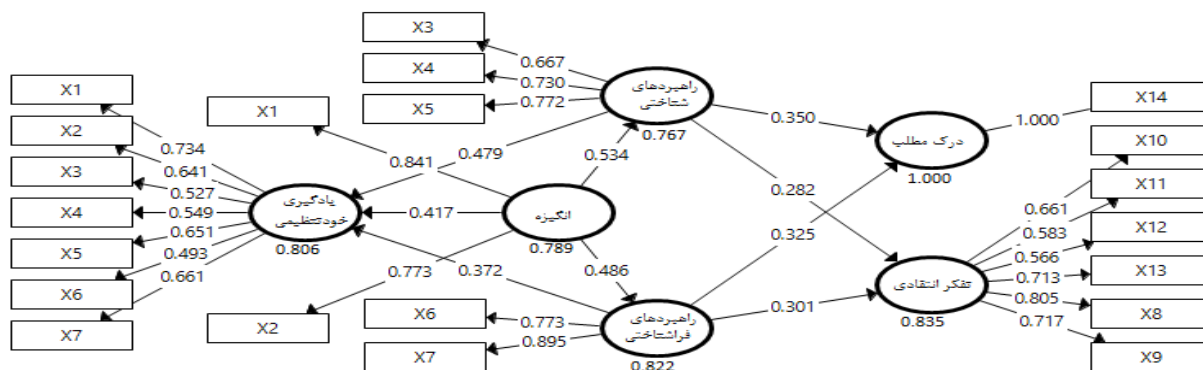 X1
X2
X3
X4
X5
X6
X7
0.734
0.641
0.527
0.549
0.651
0.493
0.661
یادگیری
خودتنظیمی
0.806
X1
X2
0.841
0.773
0.479
0.417
0.372
انگیزه
0.789
0.534
0.486
X3
X4
X5
0.667
0.730
0.772
راهبردهای
شناختی
0.767
X6
X7
0.773
0.895
راهبردهای
فراشناختی
0.822
0.350
0.282
0.325
0.301
درک مطلب
1.000
1.000
X14
تفکر انتقادی
0.835
0.661
0.583
0.566
0.713
0.805
0.717
X10
X11
X12
X13
X8
X9